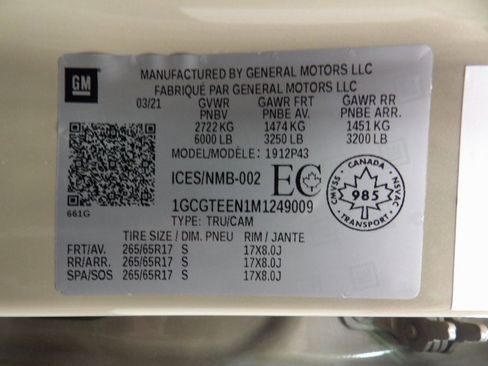 GM
MANUFACTURED BY GENERAL MOTORS LLC
FABRIQUÉ PAR GENERAL MOTORS LLC
03/21 GVWR GAWR FRT GAWR RR
PNBV PNBE AV. PNBE ARR.
2722 KG 1474 KG 1451 KG
6000 LB 3250 LB 3200 LB
MODEL/MODÈLE: 1912P43
ICES/NMB-002 EC
CANADA
CMVSS 985 NSVAC
TRANSPORT
661G
1GCGTEEN1M1249009
TYPE: TRU/CAM
TIRE SIZE / DIM. PNEU RIM / JANTE
FRT/AV. 265/65R17 S 17X8.0J
RR/ARR. 265/65R17 S 17X8.0J
SPA/SOS 265/65R17 S 17X8.0J